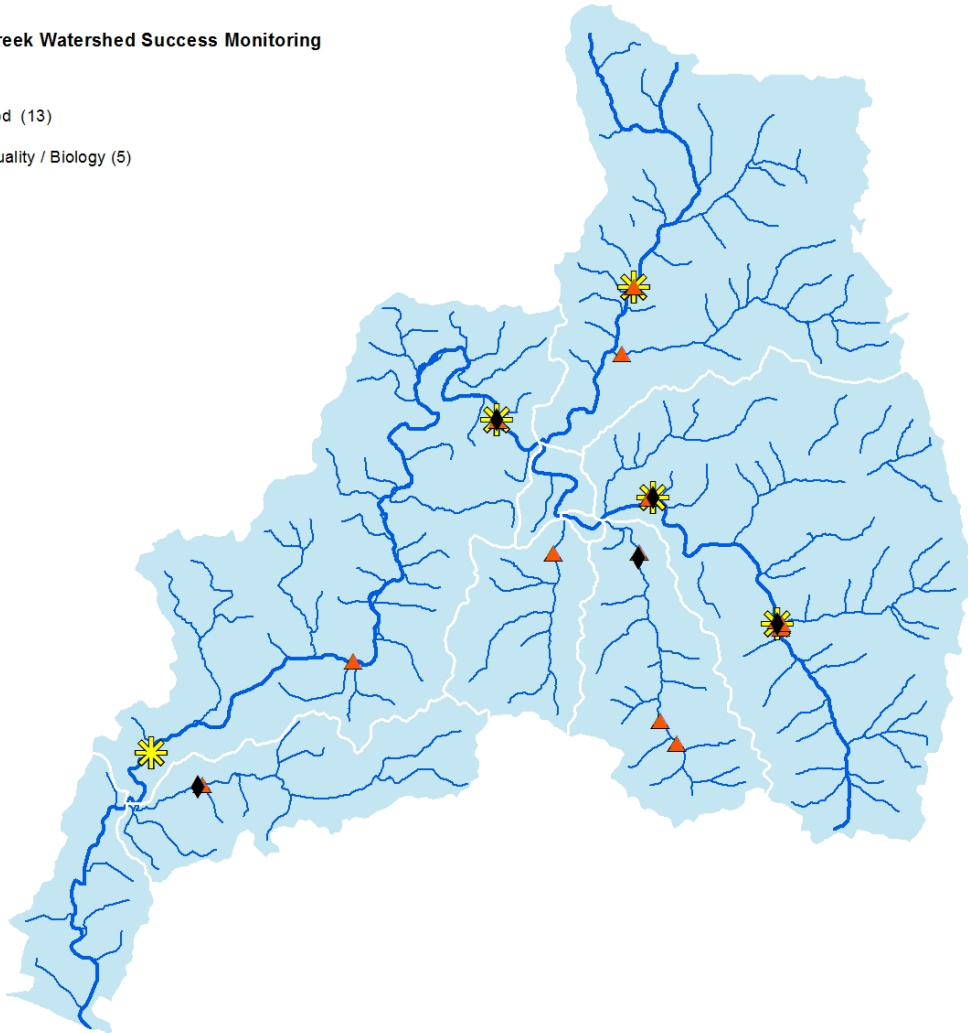 reek Watershed Success Monitoring
d (13)
uality / Biology (5)